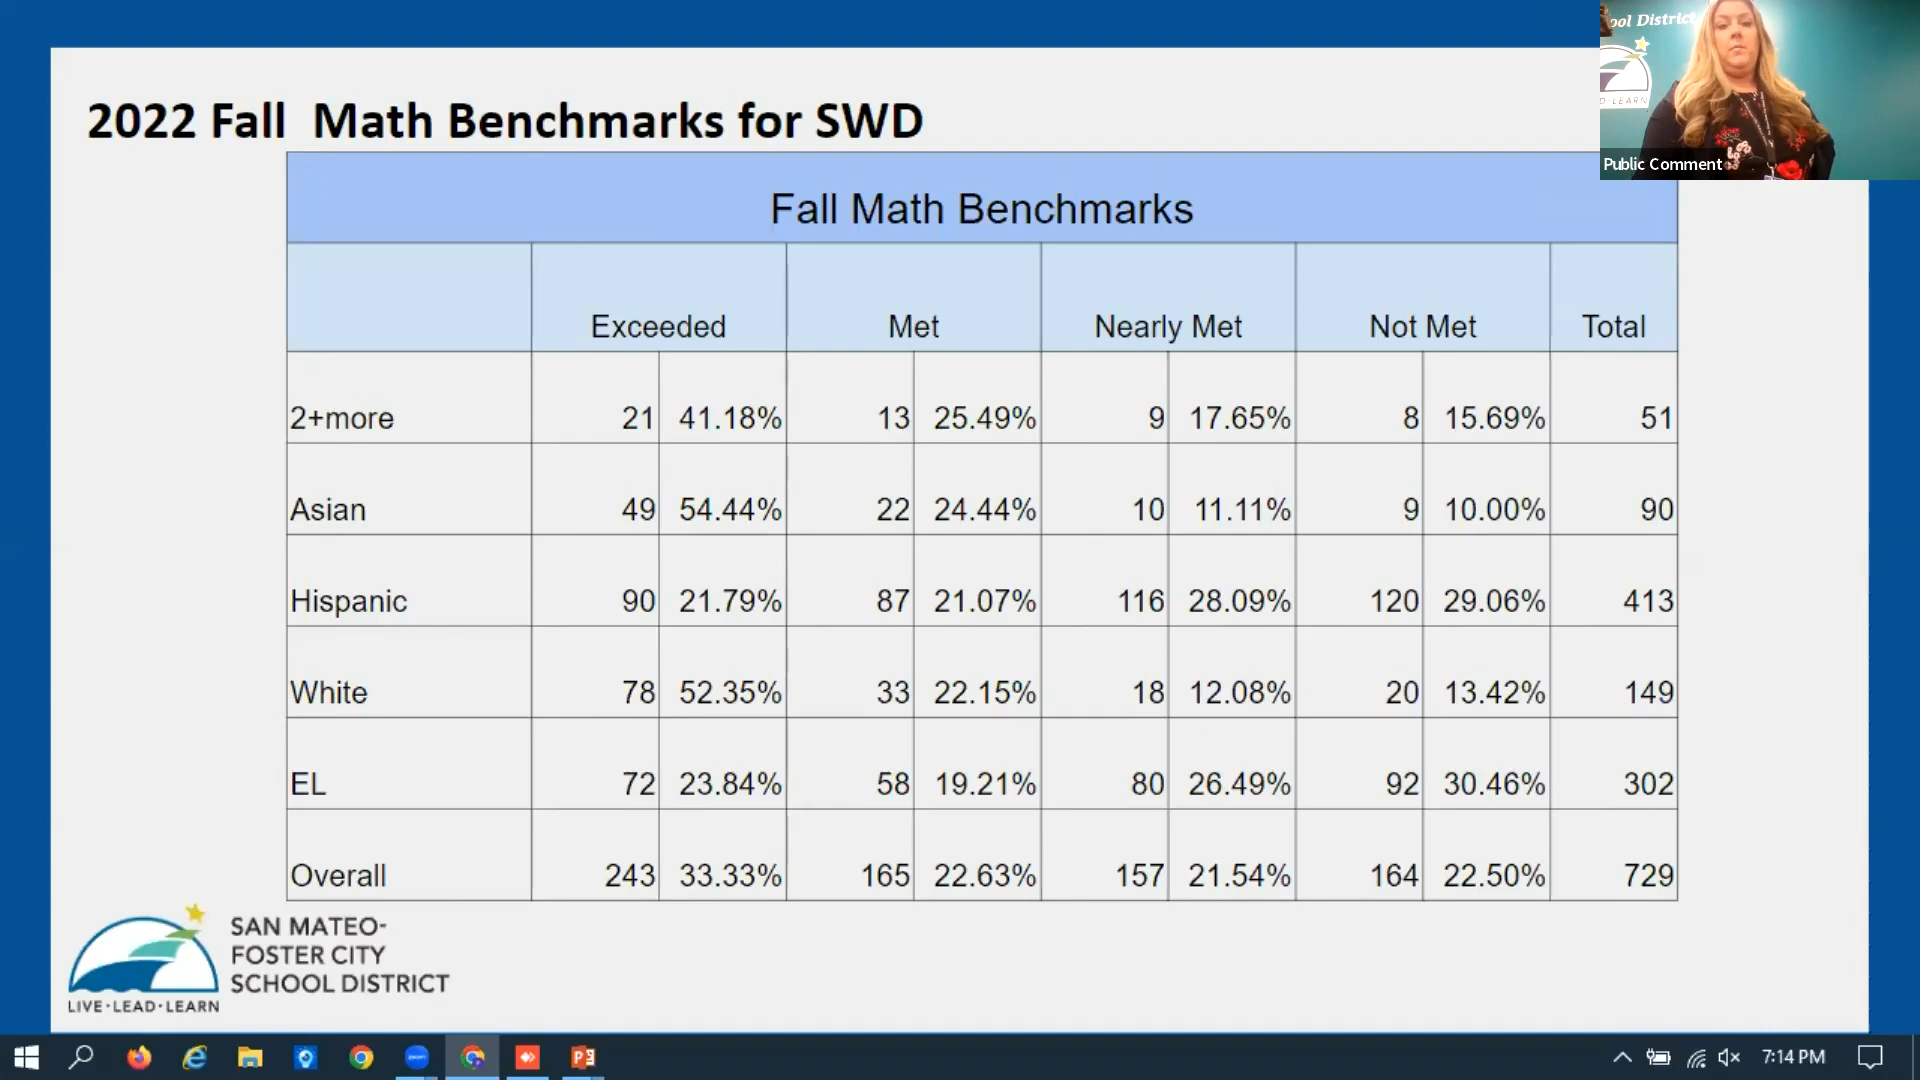 ool District
D·LEARN
Public Comment
2022 Fall Math Benchmarks for SWD
Fall Math Benchmarks
Exceeded Met Nearly Met Not Met Total
2+more 21 41.18% 13 25.49% 9 17.65% 8 15.69% 51
Asian 49 54.44% 22 24.44% 10 11.11% 9 10.00% 90
Hispanic 90 21.79% 87 21.07% 116 28.09% 120 29.06% 413
White 78 52.35% 33 22.15% 18 12.08% 20 13.42% 149
EL 72 23.84% 58 19.21% 80 26.49% 92 30.46% 302
Overall 243 33.33% 165 22.63% 157 21.54% 164 22.50% 729
SAN MATEO-
FOSTER CITY
SCHOOL DISTRICT
LIVE·LEAD·LEARN
7:14 PM